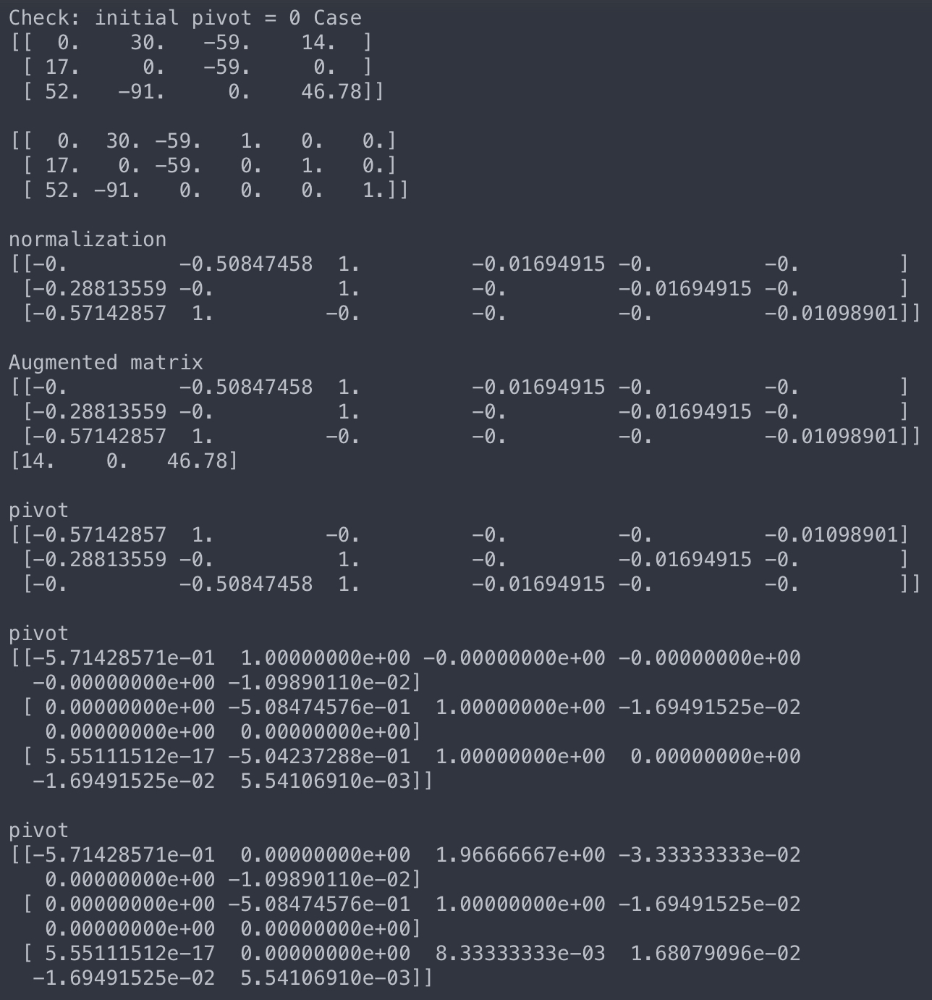 Check: initial pivot = 0 Case
[[  0.    30.   -59.    14.  ]
 [ 17.     0.   -59.     0.  ]
 [ 52.   -91.     0.    46.78]]
[[  0.  30. -59.   1.   0.   0.]
 [ 17.   0. -59.   0.   1.   0.]
 [ 52. -91.   0.   0.   0.   1.]]
normalization
[[-0.         -0.50847458  1.         -0.01694915 -0.         -0.        ]
 [-0.28813559 -0.          1.         -0.         -0.01694915 -0.        ]
 [-0.57142857  1.         -0.         -0.         -0.         -0.01098901]]
Augmented matrix
[[-0.         -0.50847458  1.         -0.01694915 -0.         -0.        ]
 [-0.28813559 -0.          1.         -0.         -0.01694915 -0.        ]
 [-0.57142857  1.         -0.         -0.         -0.         -0.01098901]]
[14.    0.   46.78]
pivot
[[-0.57142857  1.         -0.         -0.         -0.         -0.01098901]
 [-0.28813559 -0.          1.         -0.         -0.01694915 -0.        ]
 [-0.         -0.50847458  1.         -0.01694915 -0.         -0.        ]]
pivot
[[-5.71428571e-01  1.00000000e+00 -0.00000000e+00 -0.00000000e+00
  -0.00000000e+00 -1.09890110e-02]
 [ 0.00000000e+00 -5.08474576e-01  1.00000000e+00 -1.69491525e-02
   0.00000000e+00  0.00000000e+00]
 [ 5.55111512e-17 -5.04237288e-01  1.00000000e+00  0.00000000e+00
  -1.69491525e-02  5.54106910e-03]]
pivot
[[-5.71428571e-01  0.00000000e+00  1.96666667e+00 -3.33333333e-02
   0.00000000e+00 -1.09890110e-02]
 [ 0.00000000e+00 -5.08474576e-01  1.00000000e+00 -1.69491525e-02
   0.00000000e+00  0.00000000e+00]
 [ 5.55111512e-17  0.00000000e+00  8.33333333e-03  1.68079096e-02
  -1.69491525e-02  5.54106910e-03]]